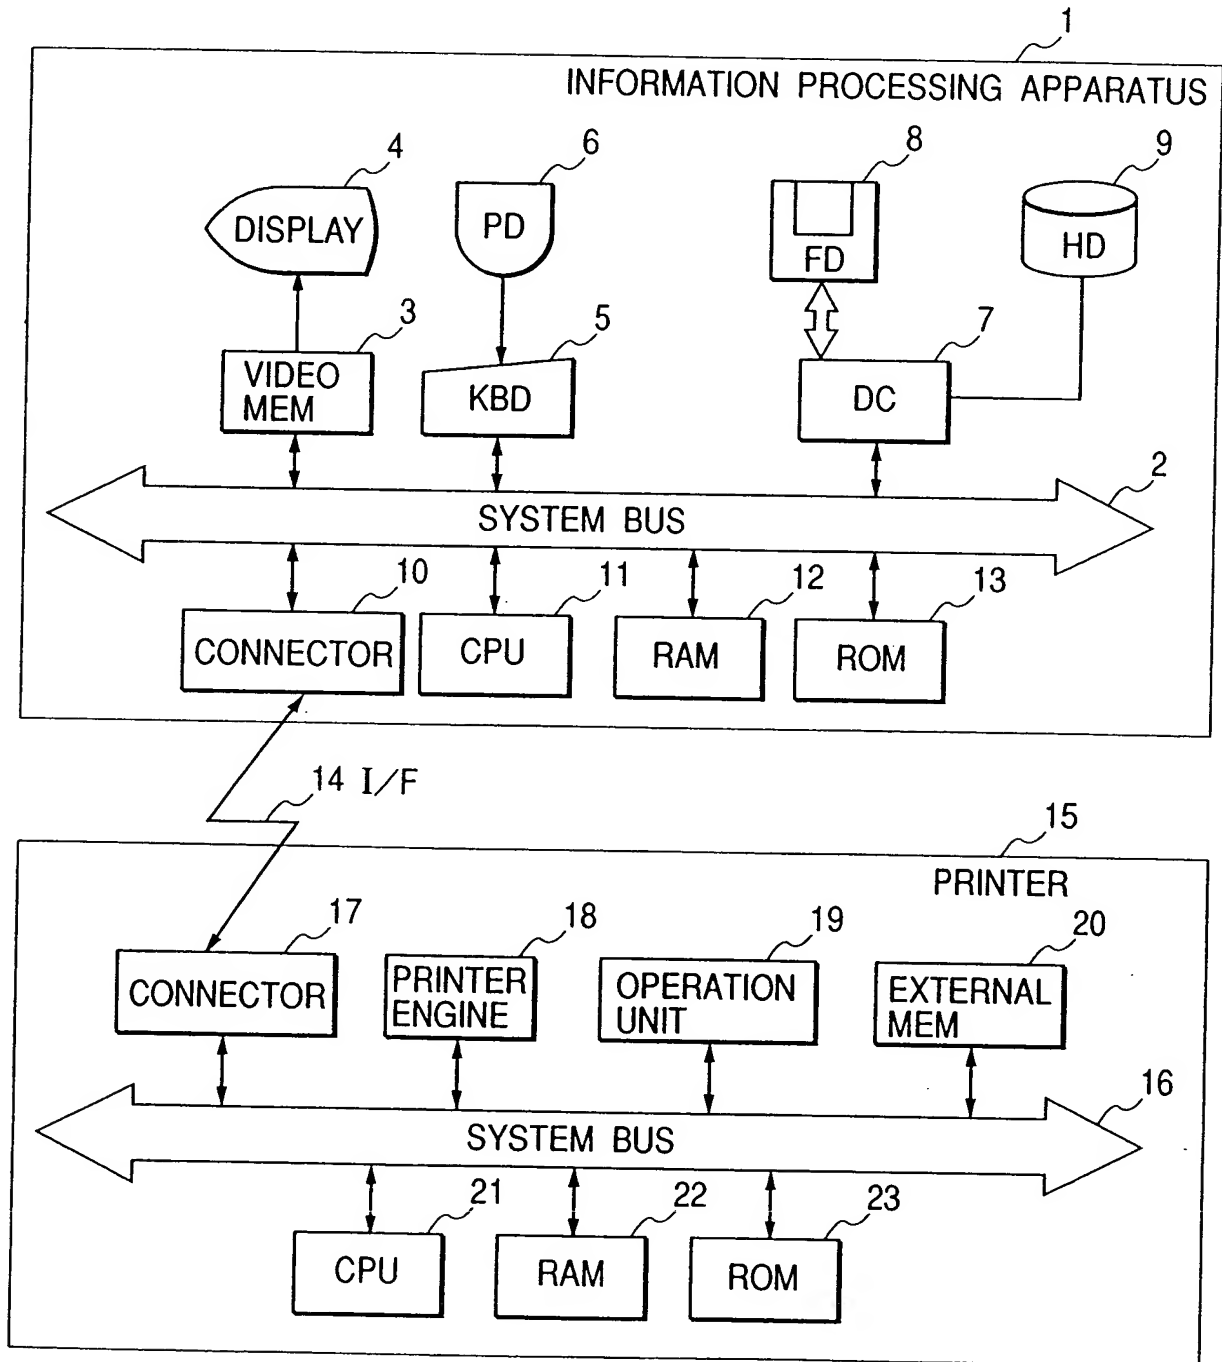 1
INFORMATION PROCESSING APPARATUS
4
6
8
9
DISPLAY
PD
FD
HD
3
5
7
VIDEO
MEM
KBD
DC
2
SYSTEM BUS
10
11
12
13
CONNECTOR
CPU
RAM
ROM
14 I/F
15
PRINTER
17
18
19
20
CONNECTOR
PRINTER
ENGINE
OPERATION
UNIT
EXTERNAL
MEM
16
SYSTEM BUS
21
22
23
CPU
RAM
ROM